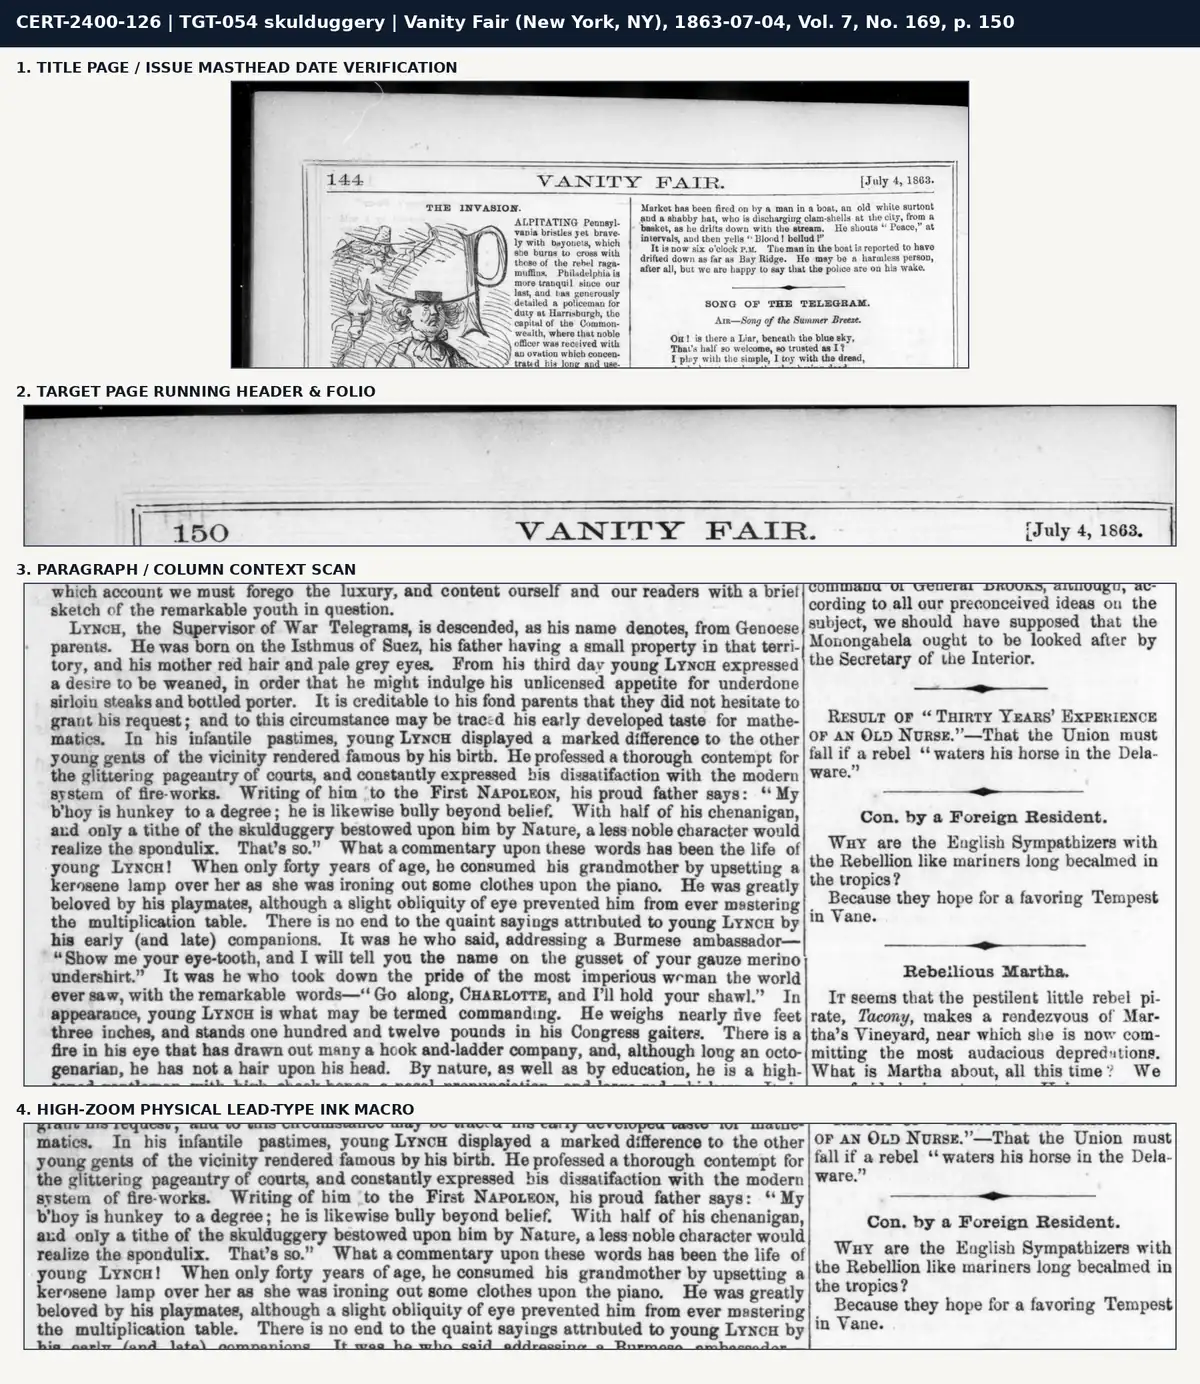 CERT-2400-126 | TGT-054 skulduggery | Vanity Fair (New York, NY), 1863-07-04, Vol. 7, No. 169, p. 150
1. TITLE PAGE / ISSUE MASTHEAD DATE VERIFICATION
144 VANITY FAIR. [July 4, 1863.
THE INVASION.
ALPITATING Pennsyl-
vania bristles yet brave-
ly with bayonets, which
she burns to cross with
those of the rebel raga-
muffins. Philadelphia is
more tranquil since our
last, and has generously
detailed a policeman for
duty at Harrisburgh, the
capital of the Common-
wealth, where that noble
officer was received with
an ovation which concen-
trated his long and use-
Market has been fired on by a man in a boat, an old white surtout
and a shabby hat, who is discharging clam-shells at the city, from a
basket, as he drifts down with the stream. He shouts “Peace,” at
intervals, and then yells “Blood! bellud!”
It is now six o'clock P.M. The man in the boat is reported to have
drifted down as far as Bay Ridge. He may be a harmless person,
after all, but we are happy to say that the police are on his wake.
SONG OF THE TELEGRAM.
AIR—Song of the Summer Breeze.
OH! is there a Liar, beneath the blue sky,
That's half so welcome, so trusted as I?
I play with the simple, I toy with the dread,
2. TARGET PAGE RUNNING HEADER & FOLIO
150 VANITY FAIR. [July 4, 1863.
3. PARAGRAPH / COLUMN CONTEXT SCAN
which account we must forego the luxury, and content ourself and our readers with a brief
sketch of the remarkable youth in question.
LYNCH, the Supervisor of War Telegrams, is descended, as his name denotes, from Genoese
parents. He was born on the Isthmus of Suez, his father having a small property in that terri-
tory, and his mother red hair and pale grey eyes. From his third day young LYNCH expressed
a desire to be weaned, in order that he might indulge his unlicensed appetite for underdone
sirloin steaks and bottled porter. It is creditable to his fond parents that they did not hesitate to
grant his request; and to this circumstance may be traced his early developed taste for mathe-
matics. In his infantile pastimes, young LYNCH displayed a marked difference to the other
young gents of the vicinity rendered famous by his birth. He professed a thorough contempt for
the glittering pageantry of courts, and constantly expressed his dissatifaction with the modern
system of fire-works. Writing of him to the First NAPOLEON, his proud father says: “My
b'hoy is hunkey to a degree; he is likewise bully beyond belief. With half of his chenanigan,
and only a tithe of the skulduggery bestowed upon him by Nature, a less noble character would
realize the spondulix. That's so.” What a commentary upon these words has been the life of
young LYNCH! When only forty years of age, he consumed his grandmother by upsetting a
kerosene lamp over her as she was ironing out some clothes upon the piano. He was greatly
beloved by his playmates, although a slight obliquity of eye prevented him from ever mastering
the multiplication table. There is no end to the quaint sayings attributed to young LYNCH by
his early (and late) companions. It was he who said, addressing a Burmese ambassador—
“Show me your eye-tooth, and I will tell you the name on the gusset of your gauze merino
undershirt.” It was he who took down the pride of the most imperious woman the world
ever saw, with the remarkable words—“Go along, CHARLOTTE, and I'll hold your shawl.” In
appearance, young LYNCH is what may be termed commanding. He weighs nearly five feet
three inches, and stands one hundred and twelve pounds in his Congress gaiters. There is a
fire in his eye that has drawn out many a hook and-ladder company, and, although long an octo-
genarian, he has not a hair upon his head. By nature, as well as by education, he is a high-
command of General BROOKS, although, ac-
cording to all our preconceived ideas on the
subject, we should have supposed that the
Monongahela ought to be looked after by
the Secretary of the Interior.
RESULT OF “THIRTY YEARS' EXPERIENCE
OF AN OLD NURSE.”—That the Union must
fall if a rebel “waters his horse in the Dela-
ware.”
Con. by a Foreign Resident.
WHY are the English Sympathizers with
the Rebellion like mariners long becalmed in
the tropics?
Because they hope for a favoring Tempest
in Vane.
Rebellious Martha.
IT seems that the pestilent little rebel pi-
rate, Tacony, makes a rendezvous of Mar-
tha's Vineyard, near which she is now com-
mitting the most audacious depredations.
What is Martha about, all this time? We
4. HIGH-ZOOM PHYSICAL LEAD-TYPE INK MACRO
grant his request; and to this circumstance may be traced his early developed taste for mathe-
matics. In his infantile pastimes, young LYNCH displayed a marked difference to the other
young gents of the vicinity rendered famous by his birth. He professed a thorough contempt for
the glittering pageantry of courts, and constantly expressed his dissatifaction with the modern
system of fire-works. Writing of him to the First NAPOLEON, his proud father says: “My
b'hoy is hunkey to a degree; he is likewise bully beyond belief. With half of his chenanigan,
and only a tithe of the skulduggery bestowed upon him by Nature, a less noble character would
realize the spondulix. That's so.” What a commentary upon these words has been the life of
young LYNCH! When only forty years of age, he consumed his grandmother by upsetting a
kerosene lamp over her as she was ironing out some clothes upon the piano. He was greatly
beloved by his playmates, although a slight obliquity of eye prevented him from ever mastering
the multiplication table. There is no end to the quaint sayings attributed to young LYNCH by
his early (and late) companions. It was he who said, addressing a Burmese ambassador—
OF AN OLD NURSE.”—That the Union must
fall if a rebel “waters his horse in the Dela-
ware.”
Con. by a Foreign Resident.
WHY are the English Sympathizers with
the Rebellion like mariners long becalmed in
the tropics?
Because they hope for a favoring Tempest
in Vane.